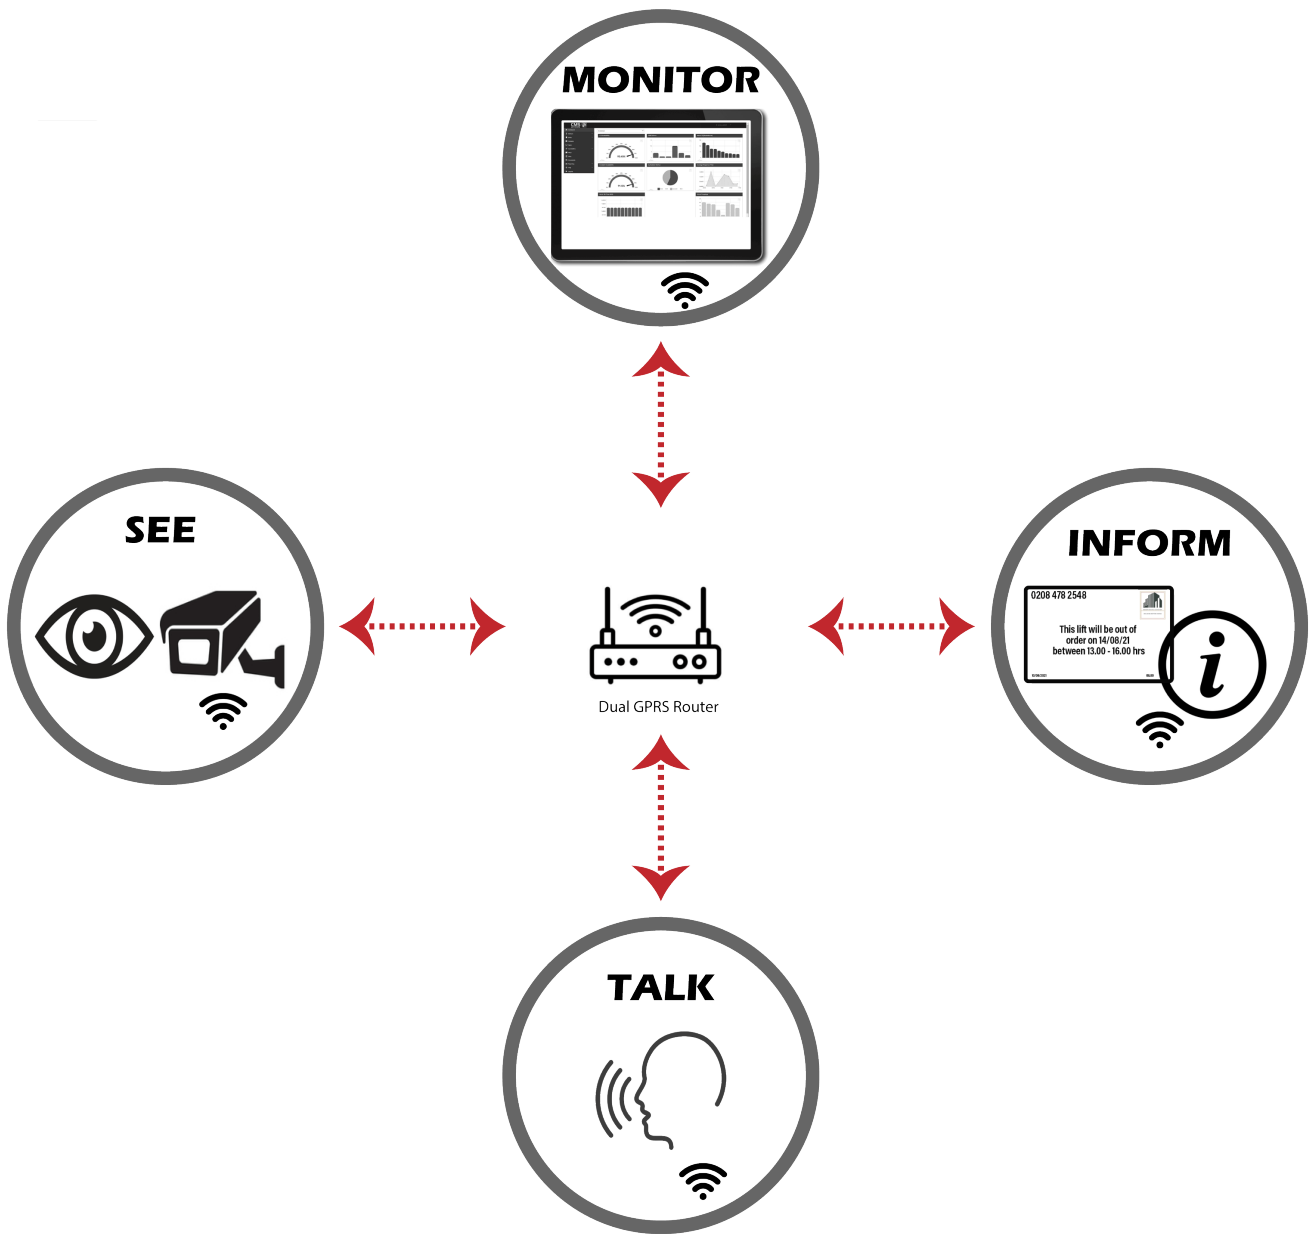 MONITOR
SEE
INFORM
0208 478 2548
This lift will be out of
order on 14/08/21
between 13.00 - 16.00 hrs
Dual GPRS Router
TALK